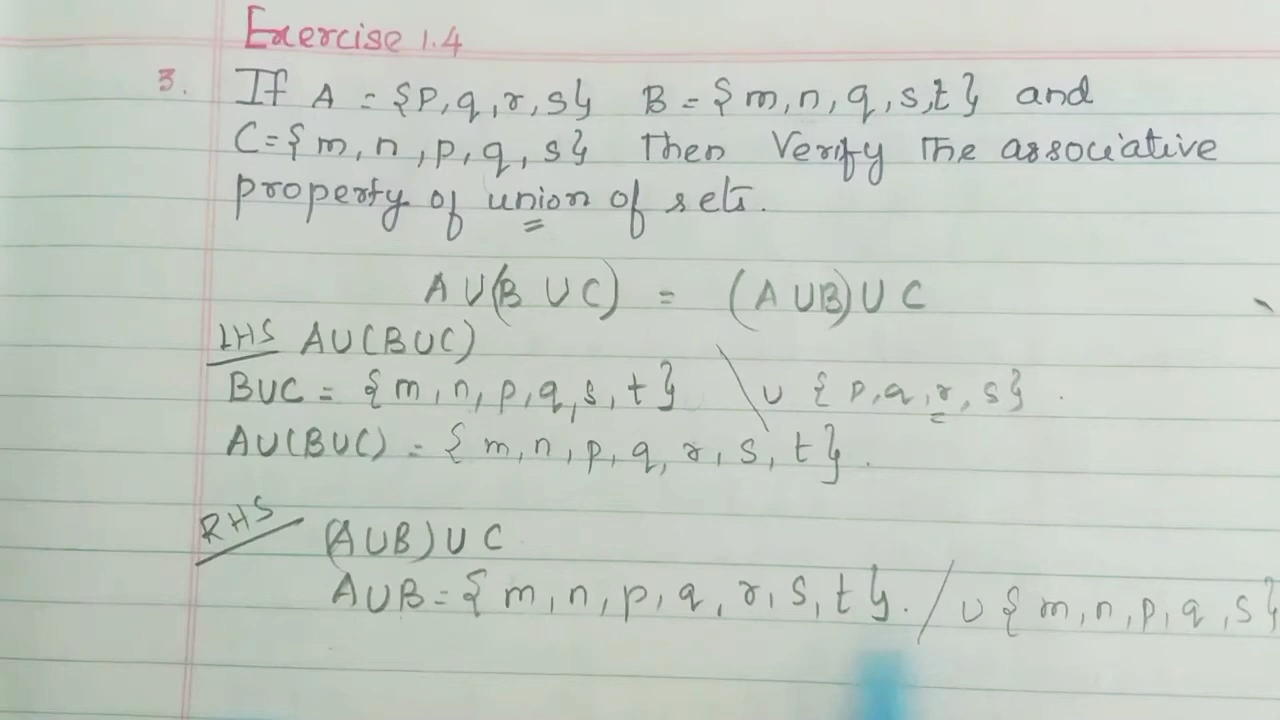 Exercise 1.4
3. If A = {p, q, r, s} B = {m, n, q, s, t} and
C = {m, n, p, q, s} Then Verify The associative
property of union of sets.
A∪(B∪C) = (A∪B)∪C
LHS A∪(B∪C)
B∪C = {m, n, p, q, s, t} \ ∪ {p, q, r, s}.
A∪(B∪C) = {m, n, p, q, r, s, t}.
RHS (A∪B)∪C
A∪B = {m, n, p, q, r, s, t}. / ∪ {m, n, p, q, s}